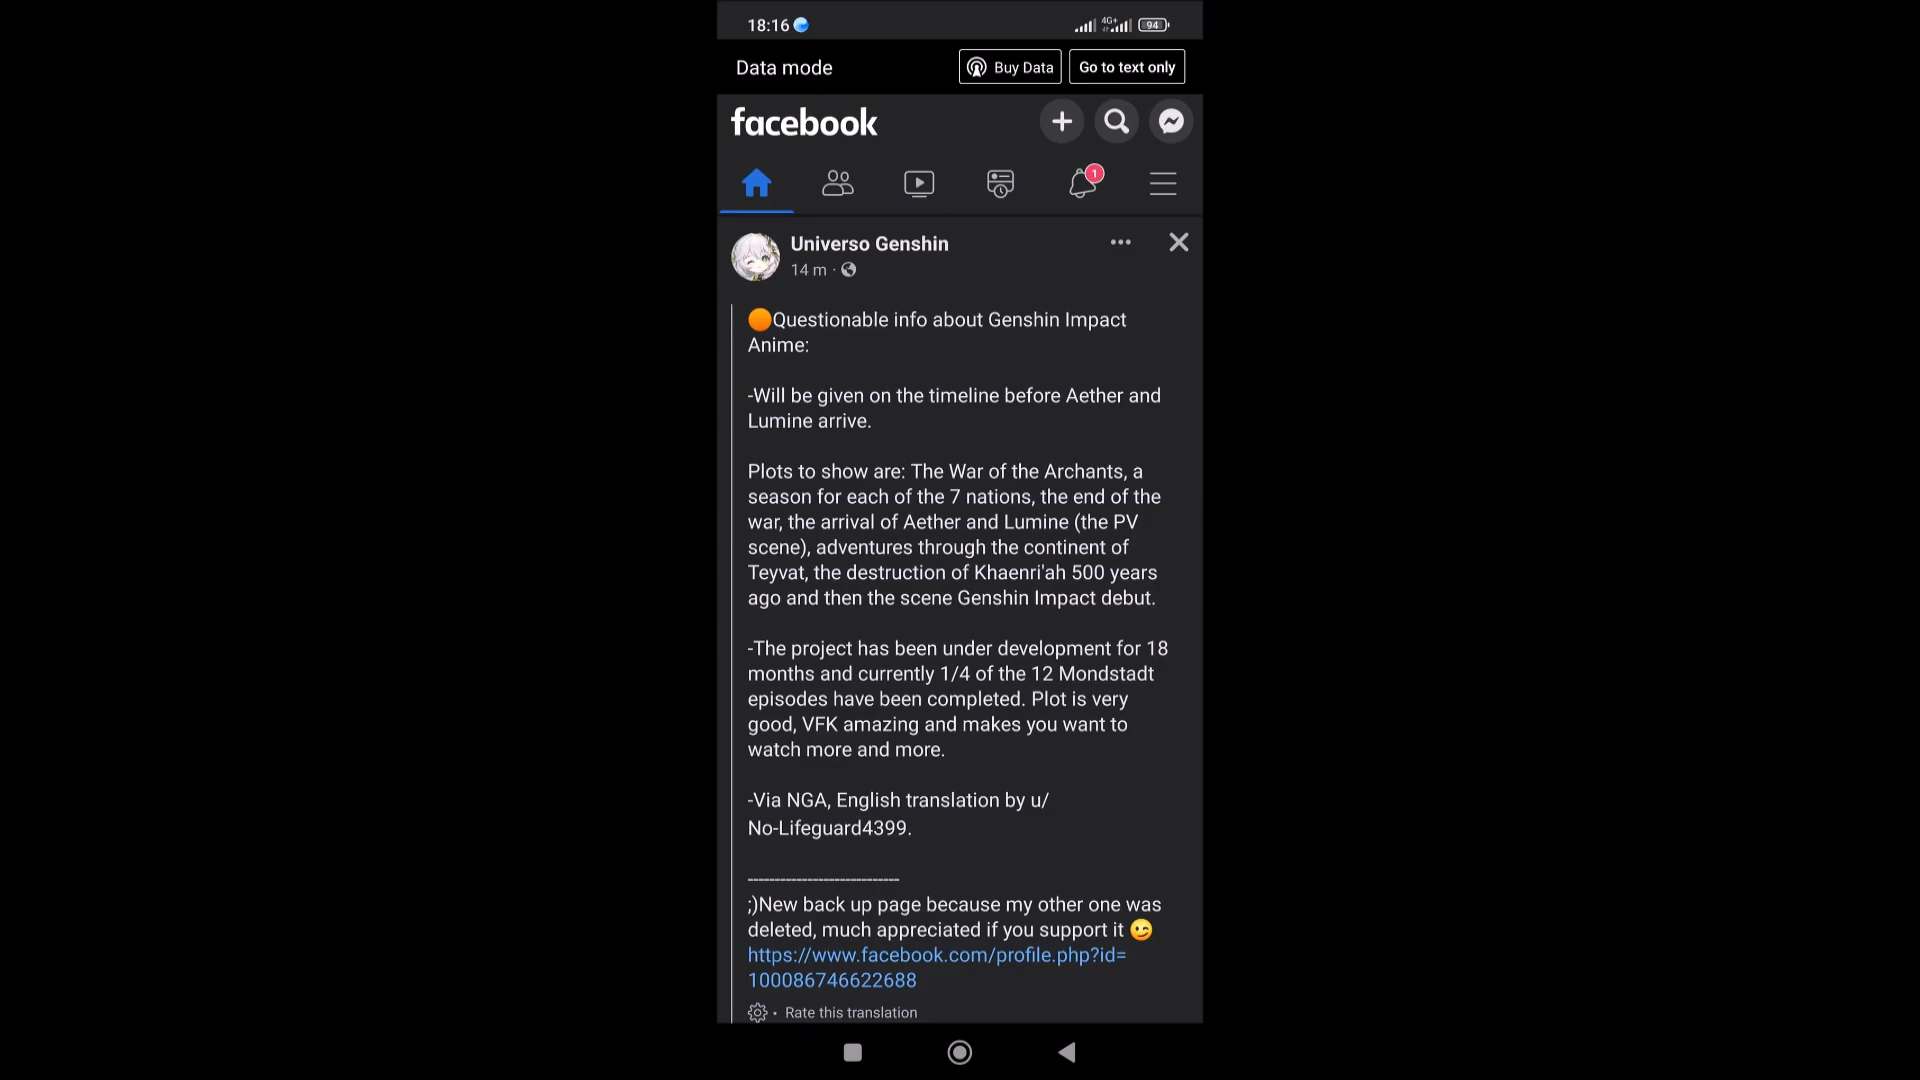 18:16
4G+
94
Data mode
Buy Data
Go to text only
facebook
1
Universo Genshin
14 m ·
🟠Questionable info about Genshin Impact
Anime:
-Will be given on the timeline before Aether and
Lumine arrive.
Plots to show are: The War of the Archants, a
season for each of the 7 nations, the end of the
war, the arrival of Aether and Lumine (the PV
scene), adventures through the continent of
Teyvat, the destruction of Khaenri'ah 500 years
ago and then the scene Genshin Impact debut.
-The project has been under development for 18
months and currently 1/4 of the 12 Mondstadt
episodes have been completed. Plot is very
good, VFK amazing and makes you want to
watch more and more.
-Via NGA, English translation by u/
No-Lifeguard4399.
----------------------------
;)New back up page because my other one was
deleted, much appreciated if you support it 😉
https://www.facebook.com/profile.php?id=
100086746622688
· Rate this translation